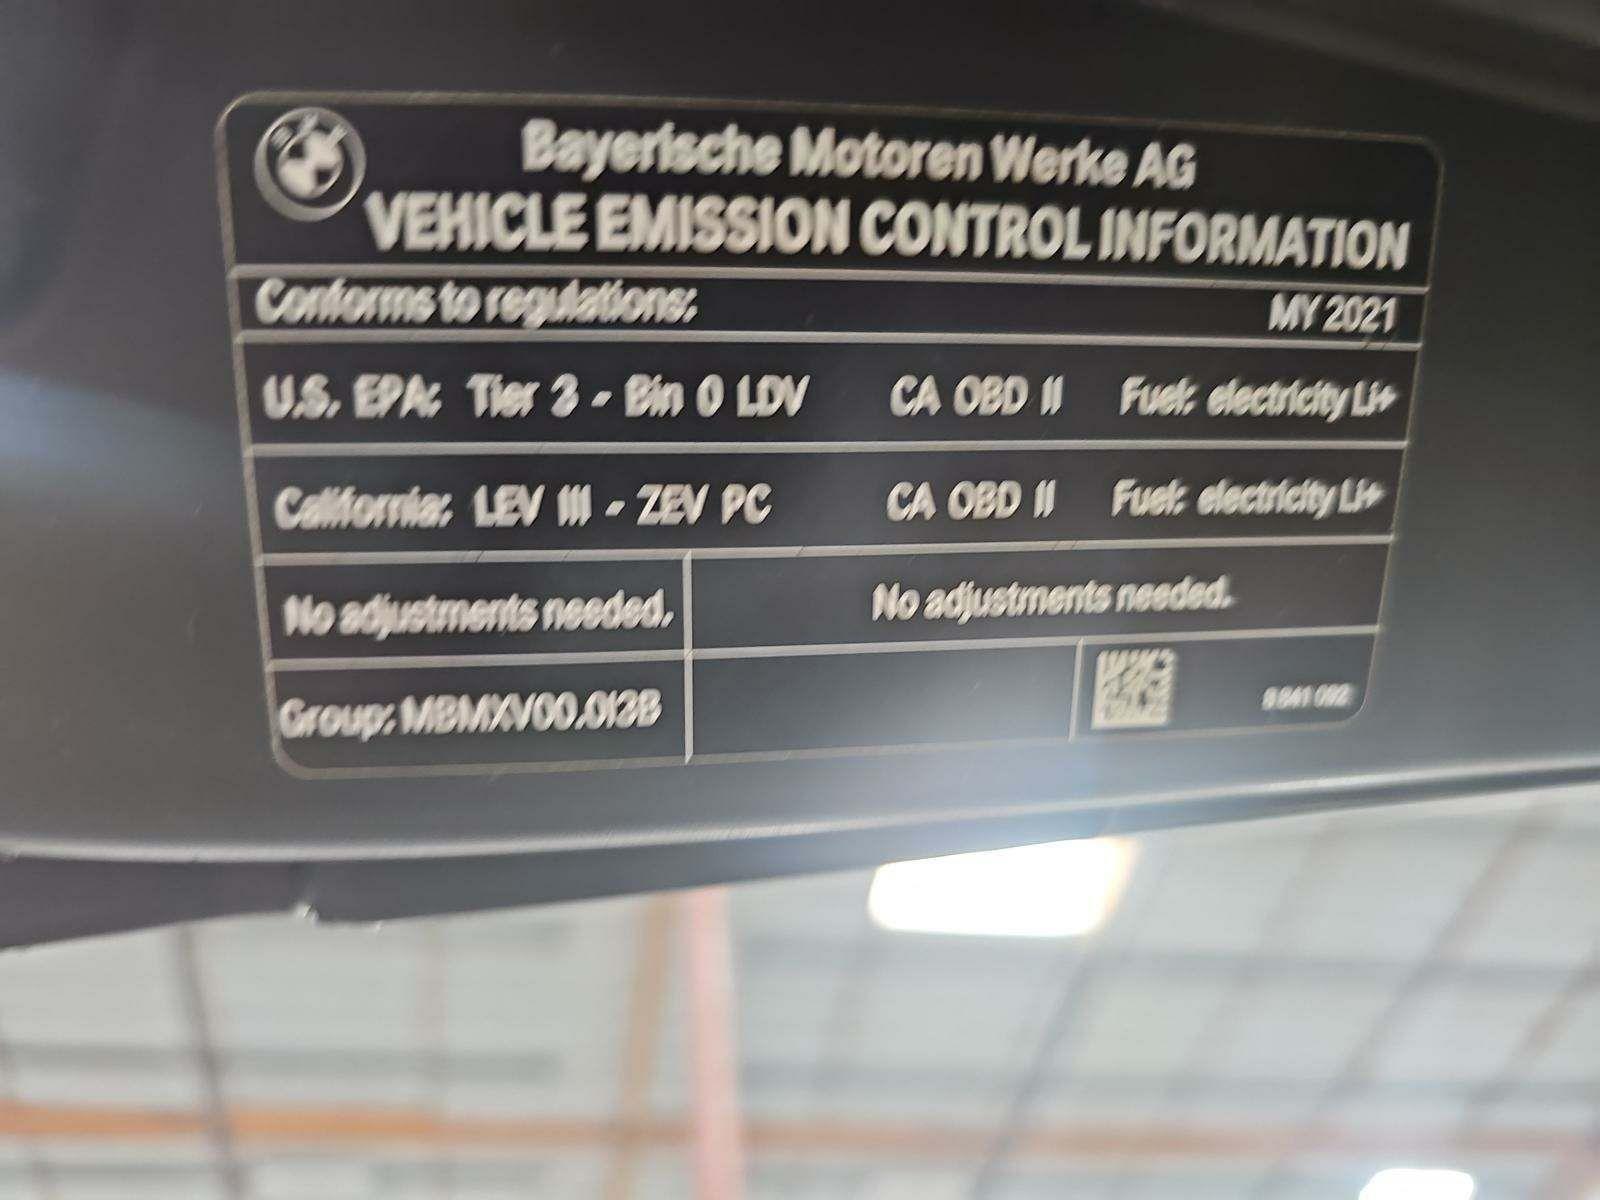 Bayerische Motoren Werke AG
VEHICLE EMISSION CONTROL INFORMATION
Conforms to regulations: MY 2021
U.S. EPA: Tier 3 - Bin 0 LDV CA OBD II Fuel: electricity Li+
California: LEV III - ZEV PC CA OBD II Fuel: electricity Li+
No adjustments needed. No adjustments needed.
Group: MBMXV00.0I3B